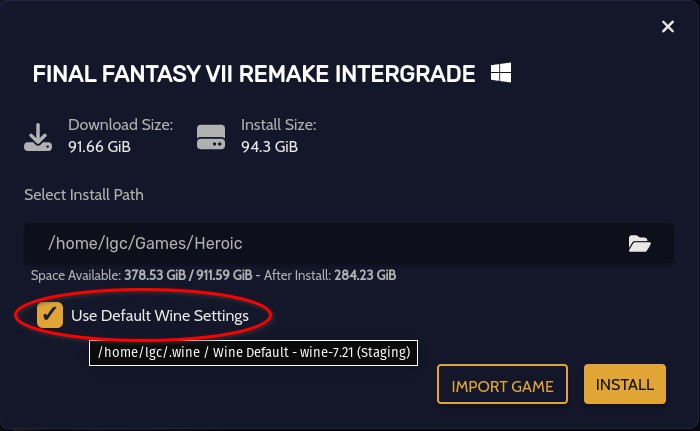 FINAL FANTASY VII REMAKE INTERGRADE
Download Size: Install Size:
91.66 GiB 94.3 GiB
Select Install Path
/home/lgc/Games/Heroic
Space Available: 378.53 GiB / 911.59 GiB - After Install: 284.23 GiB
Use Default Wine Settings
/home/lgc/.wine / Wine Default - wine-7.21 (Staging)
IMPORT GAME INSTALL